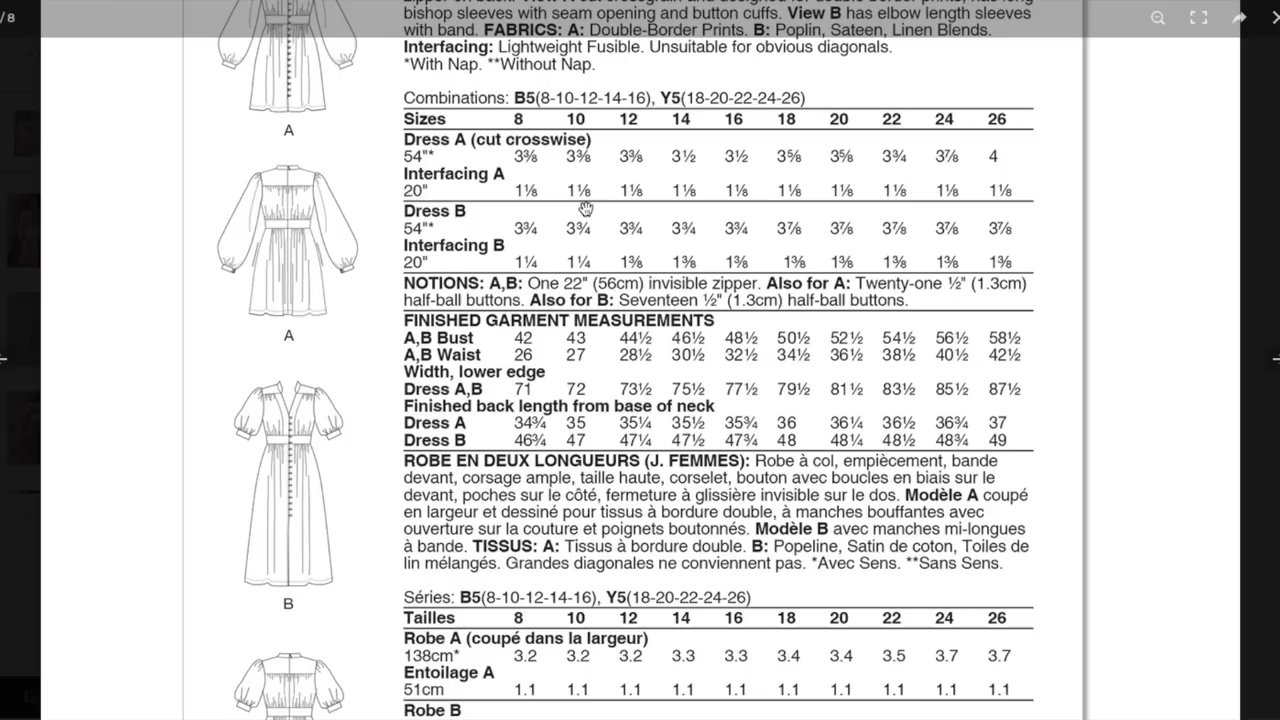 /8
zipper on back. View A cut crossgrain and designed for double border prints, has long
bishop sleeves with seam opening and button cuffs. View B has elbow length sleeves
with band. FABRICS: A: Double-Border Prints. B: Poplin, Sateen, Linen Blends.
Interfacing: Lightweight Fusible. Unsuitable for obvious diagonals.
*With Nap. **Without Nap.
Combinations: B5(8-10-12-14-16), Y5(18-20-22-24-26)
Sizes 8 10 12 14 16 18 20 22 24 26
Dress A (cut crosswise)
54"* 3⅜ 3⅜ 3⅜ 3½ 3½ 3⅝ 3⅝ 3¾ 3⅞ 4
Interfacing A
20" 1⅛ 1⅛ 1⅛ 1⅛ 1⅛ 1⅛ 1⅛ 1⅛ 1⅛ 1⅛
Dress B
54"* 3¾ 3¾ 3¾ 3¾ 3¾ 3⅞ 3⅞ 3⅞ 3⅞ 3⅞
Interfacing B
20" 1¼ 1¼ 1⅜ 1⅜ 1⅜ 1⅜ 1⅜ 1⅜ 1⅜ 1⅜
NOTIONS: A,B: One 22" (56cm) invisible zipper. Also for A: Twenty-one ½" (1.3cm)
half-ball buttons. Also for B: Seventeen ½" (1.3cm) half-ball buttons.
FINISHED GARMENT MEASUREMENTS
A,B Bust 42 43 44½ 46½ 48½ 50½ 52½ 54½ 56½ 58½
A,B Waist 26 27 28½ 30½ 32½ 34½ 36½ 38½ 40½ 42½
Width, lower edge
Dress A,B 71 72 73½ 75½ 77½ 79½ 81½ 83½ 85½ 87½
Finished back length from base of neck
Dress A 34¾ 35 35¼ 35½ 35¾ 36 36¼ 36½ 36¾ 37
Dress B 46¾ 47 47¼ 47½ 47¾ 48 48¼ 48½ 48¾ 49
ROBE EN DEUX LONGUEURS (J. FEMMES): Robe à col, empiècement, bande
devant, corsage ample, taille haute, corselet, bouton avec boucles en biais sur le
devant, poches sur le côté, fermeture à glissière invisible sur le dos. Modèle A coupé
en largeur et dessiné pour tissus à bordure double, à manches bouffantes avec
ouverture sur la couture et poignets boutonnés. Modèle B avec manches mi-longues
à bande. TISSUS: A: Tissus à bordure double. B: Popeline, Satin de coton, Toiles de
lin mélangés. Grandes diagonales ne conviennent pas. *Avec Sens. **Sans Sens.
Séries: B5(8-10-12-14-16), Y5(18-20-22-24-26)
Tailles 8 10 12 14 16 18 20 22 24 26
Robe A (coupé dans la largeur)
138cm* 3.2 3.2 3.2 3.3 3.3 3.4 3.4 3.5 3.7 3.7
Entoilage A
51cm 1.1 1.1 1.1 1.1 1.1 1.1 1.1 1.1 1.1 1.1
Robe B
A
A
B